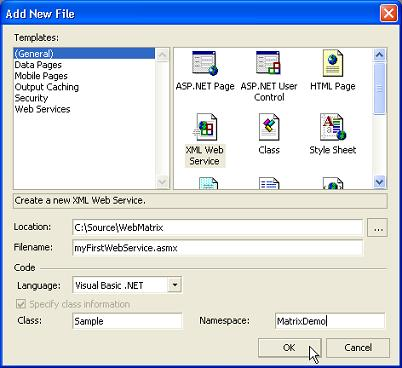 Add New File
Templates:
(General)
Data Pages
Mobile Pages
Output Caching
Security
Web Services
ASP.NET Page
ASP.NET User
Control
HTML Page
XML Web
Service
Class
Style Sheet
Create a new XML Web Service.
Location:
C:\Source\WebMatrix
...
Filename:
myFirstWebService.asmx
Code
Language:
Visual Basic .NET
Specify class information
Class:
Sample
Namespace:
MatrixDemo
OK
Cancel